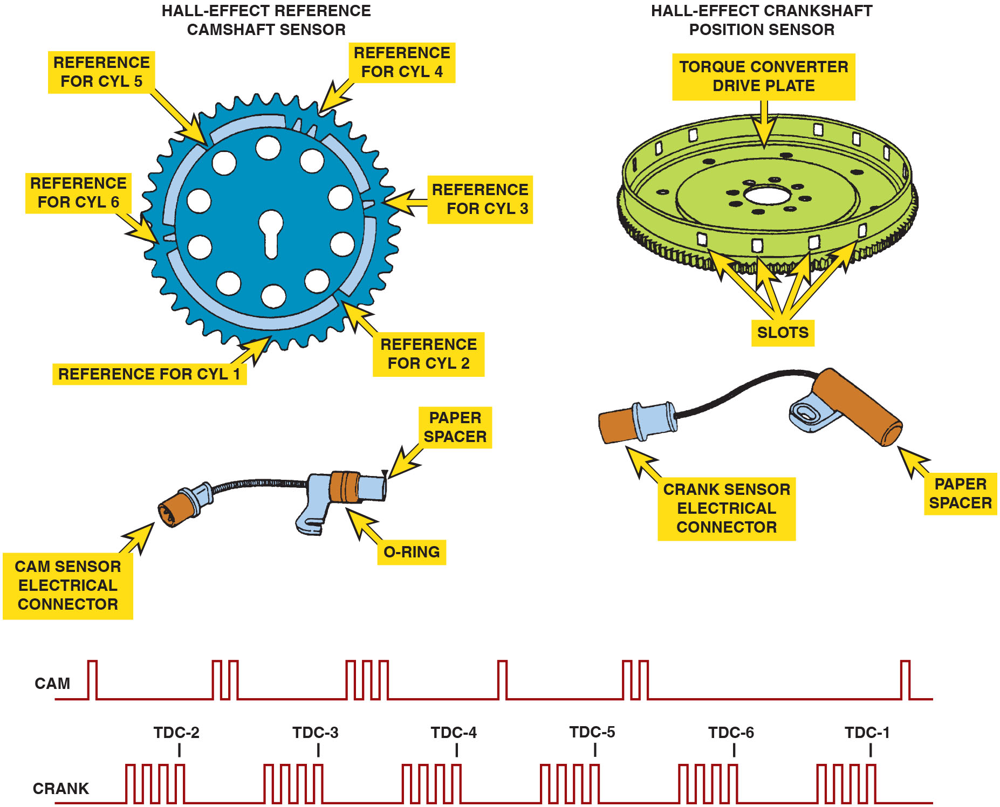 HALL-EFFECT REFERENCE
CAMSHAFT SENSOR
REFERENCE
FOR CYL 5
REFERENCE
FOR CYL 4
REFERENCE
FOR CYL 6
REFERENCE
FOR CYL 3
REFERENCE
FOR CYL 2
REFERENCE FOR CYL 1
PAPER
SPACER
O-RING
CAM SENSOR
ELECTRICAL
CONNECTOR
HALL-EFFECT CRANKSHAFT
POSITION SENSOR
TORQUE CONVERTER
DRIVE PLATE
SLOTS
CRANK SENSOR
ELECTRICAL
CONNECTOR
PAPER
SPACER
CAM
TDC-2 TDC-3 TDC-4 TDC-5 TDC-6 TDC-1
CRANK